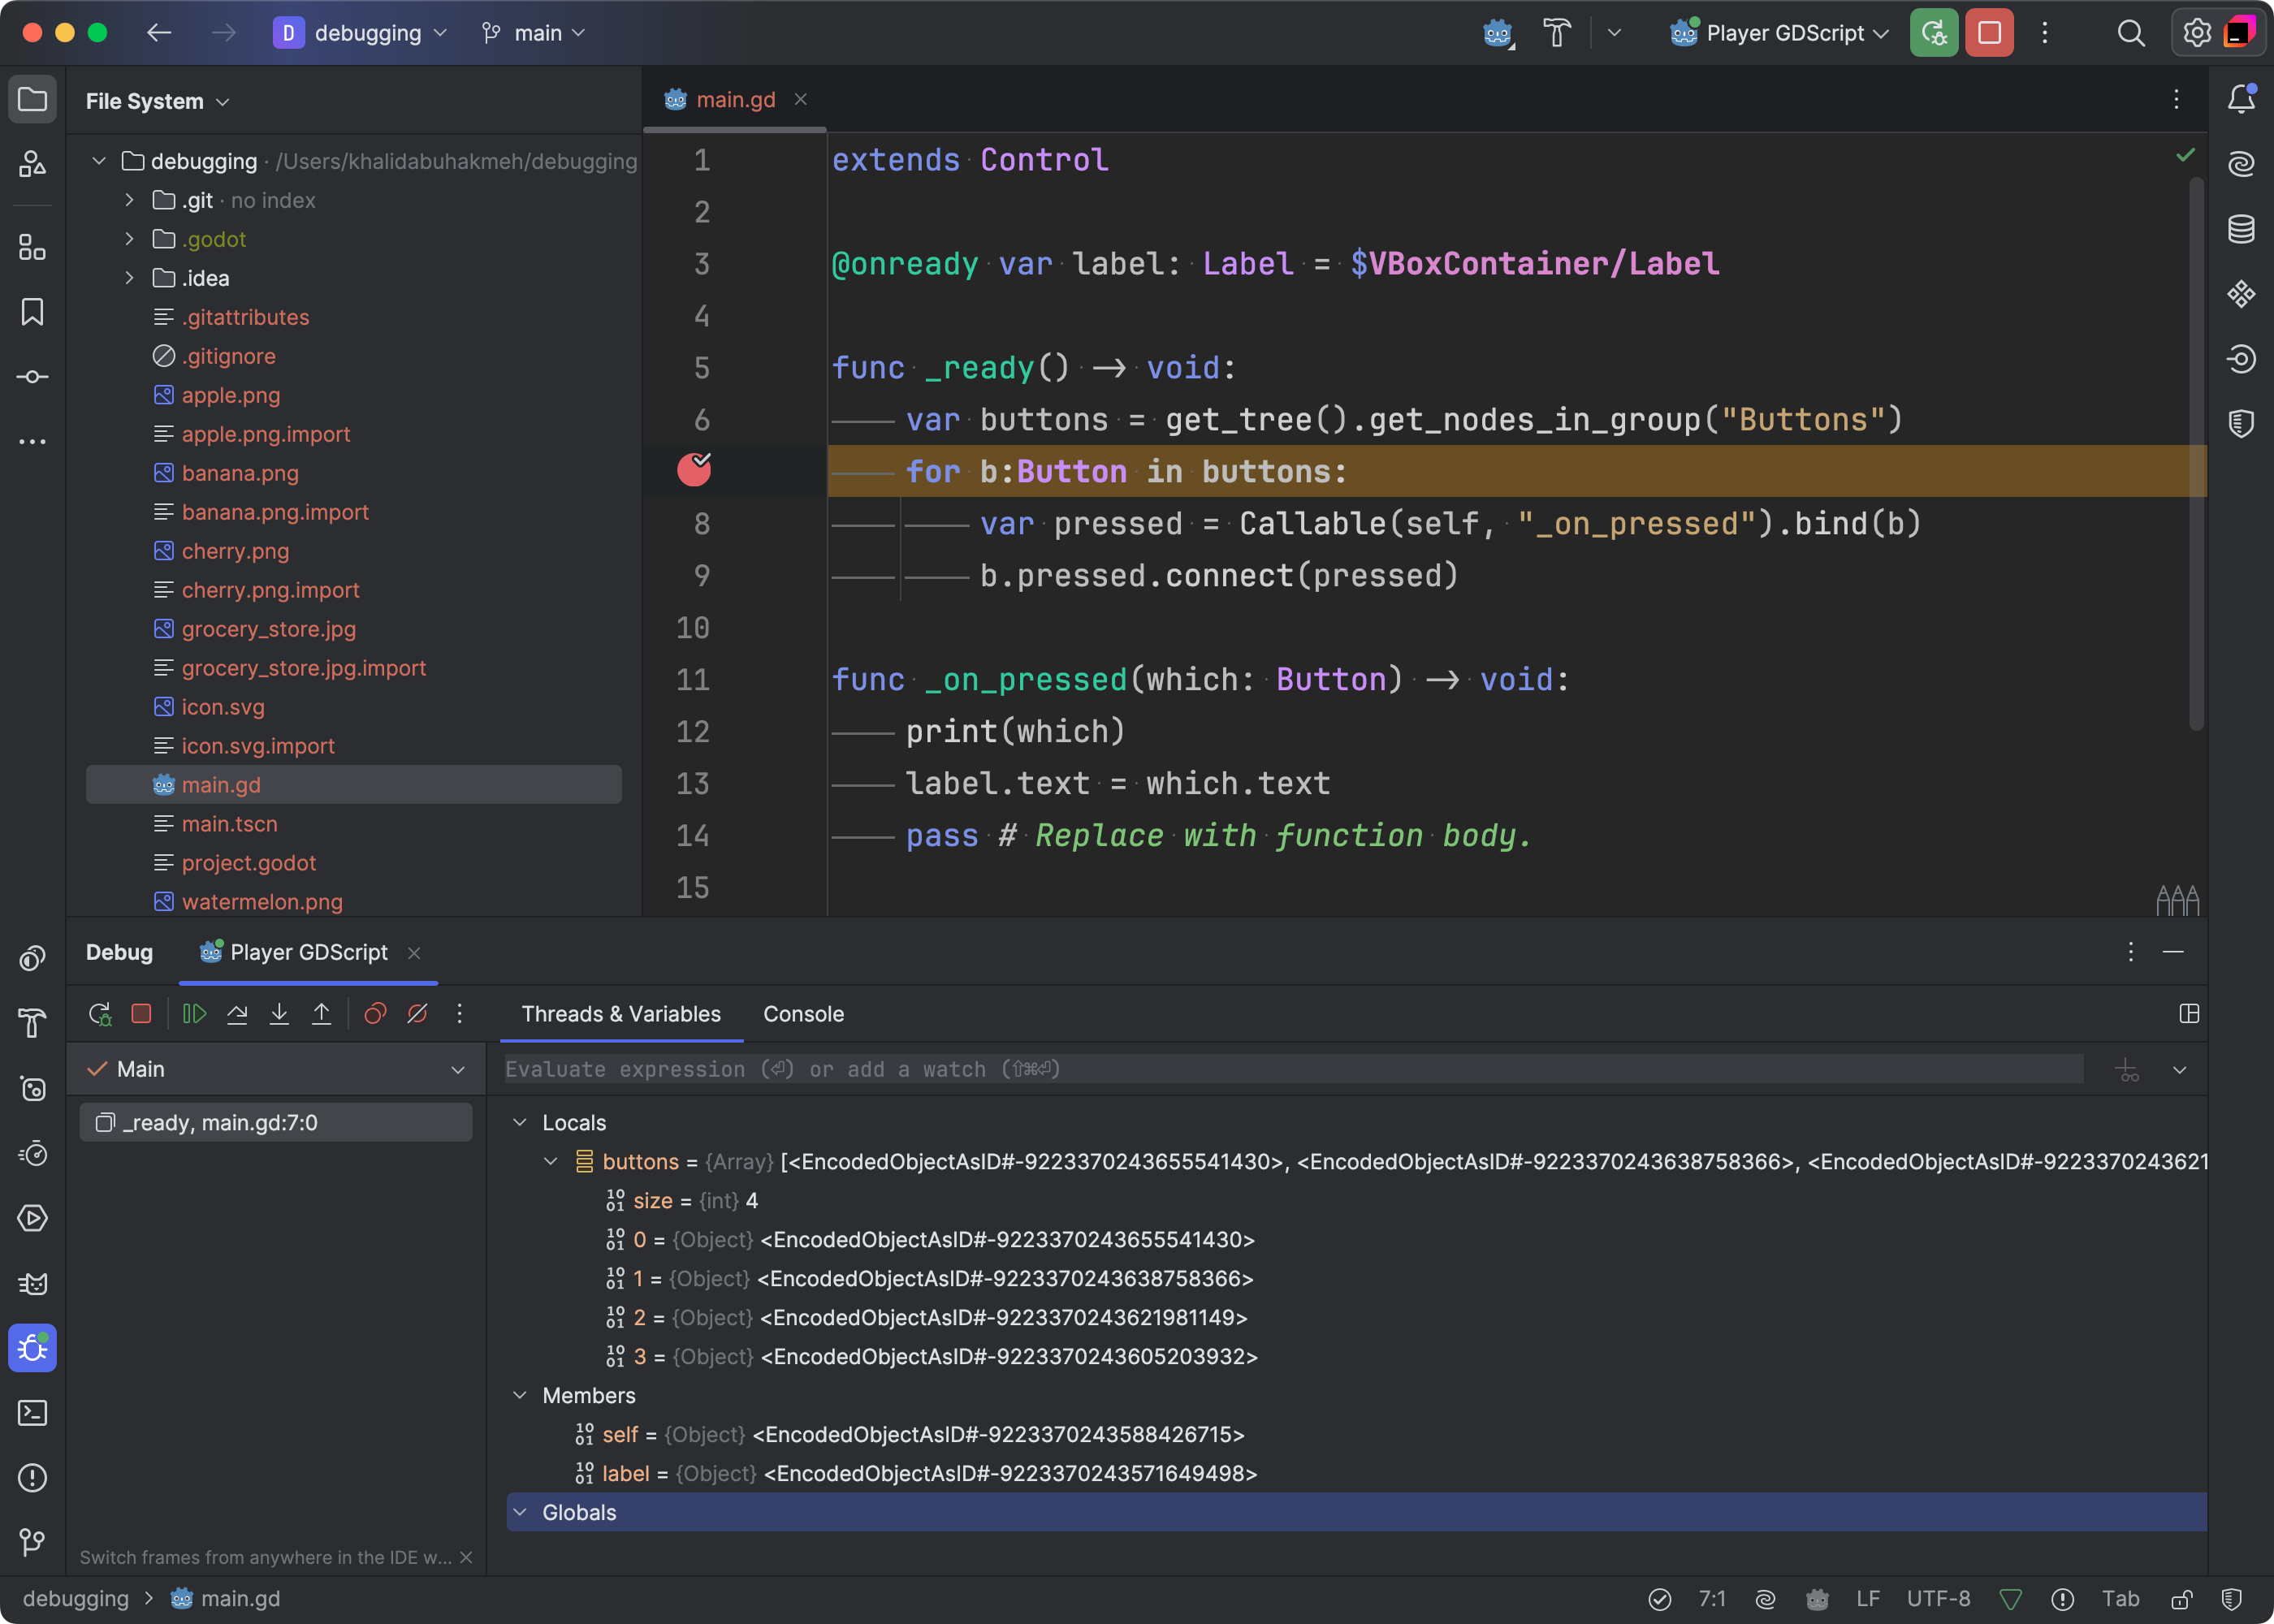 D debugging main Player GDScript
File System
debugging · /Users/khalidabuhakmeh/debugging
.git · no index
.godot
.idea
.gitattributes
.gitignore
apple.png
apple.png.import
banana.png
banana.png.import
cherry.png
cherry.png.import
grocery_store.jpg
grocery_store.jpg.import
icon.svg
icon.svg.import
main.gd
main.tscn
project.godot
watermelon.png
main.gd
1 extends Control
2
3 @onready var label: Label = $VBoxContainer/Label
4
5 func _ready() -> void:
6 var buttons = get_tree().get_nodes_in_group("Buttons")
for b:Button in buttons:
8 var pressed = Callable(self, "_on_pressed").bind(b)
9 b.pressed.connect(pressed)
10
11 func _on_pressed(which: Button) -> void:
12 print(which)
13 label.text = which.text
14 pass # Replace with function body.
15
Debug Player GDScript
Threads & Variables Console
Main
_ready, main.gd:7:0
Switch frames from anywhere in the IDE w...
Evaluate expression (⏎) or add a watch (⇧⌘⏎)
Locals
buttons = {Array} [<EncodedObjectAsID#-9223370243655541430>, <EncodedObjectAsID#-9223370243638758366>, <EncodedObjectAsID#-9223370243621
size = {int} 4
0 = {Object} <EncodedObjectAsID#-9223370243655541430>
1 = {Object} <EncodedObjectAsID#-9223370243638758366>
2 = {Object} <EncodedObjectAsID#-9223370243621981149>
3 = {Object} <EncodedObjectAsID#-9223370243605203932>
Members
self = {Object} <EncodedObjectAsID#-9223370243588426715>
label = {Object} <EncodedObjectAsID#-9223370243571649498>
Globals
debugging > main.gd 7:1 LF UTF-8 Tab